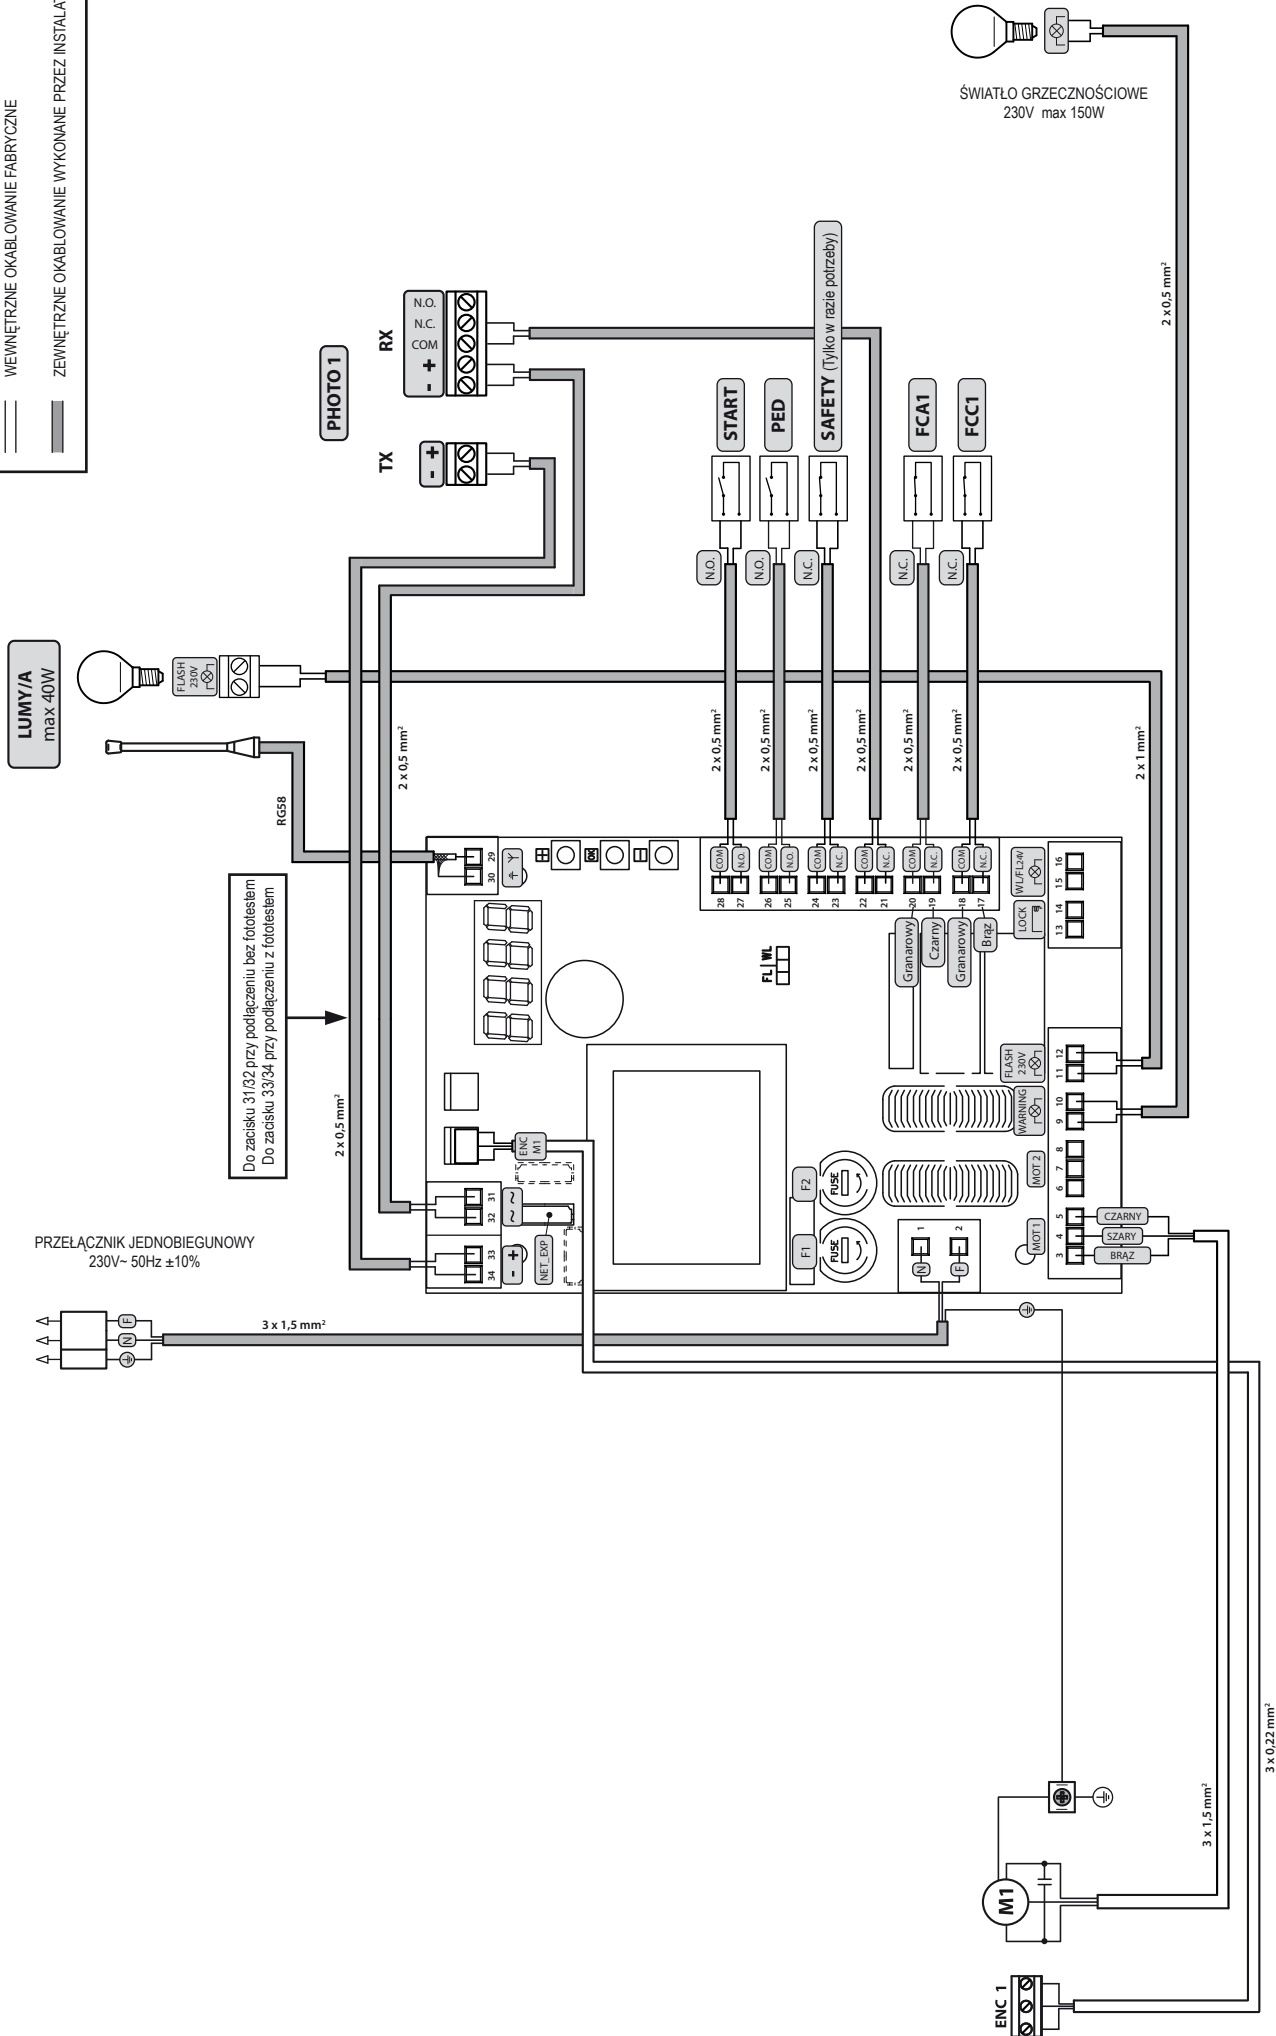 WEWNĘTRZNE OKABLOWANIE FABRYCZNE
ZEWNĘTRZNE OKABLOWANIE WYKONANE PRZEZ
ŚWIATŁO GRZECZNOŚCIOWE
230V max 150W
2 x 0,5 mm²
PHOTO 1
RX
N.O.
N.C.
COM
+
-
TX
- +
LUMY/A
max 40W
FLASH
230V
RG58
2 x 0,5 mm²
START
PED
SAFETY (Tylko w razie potrzeby)
FCA1
FCC1
N.O.
N.O.
N.C.
N.C.
N.C.
2 x 0,5 mm²
2 x 0,5 mm²
2 x 0,5 mm²
2 x 0,5 mm²
2 x 0,5 mm²
2 x 0,5 mm²
2 x 1 mm²
Do zacisku 31/32 przy podłączeniu bez fototestem
Do zacisku 33/34 przy podłączeniu z fototestem
2 x 0,5 mm²
PRZEŁĄCZNIK JEDNOBIEGUNOWY
230V~ 50Hz ±10%
F
N
3 x 1,5 mm²
29
30
OK
COM
N.O.
COM
N.O.
COM
N.C.
COM
N.C.
COM
N.C.
COM
N.C.
28
27
26
25
24
23
22
21
20
19
18
17
Granarowy
Czarny
Granarowy
Brąz
FL WL
WL/FL24V
LOCK
16
15
14
13
ENC
M1
31
32
33
34
~ ~
- +
NET_EXP
F2
FUSE
F1
FUSE
1
2
N
F
FLASH
230V
WARNING
MOT 2
MOT1
12
11
10
9
8
7
6
5
4
3
CZARNY
SZARY
BRĄZ
3 x 0,22 mm²
3 x 1,5 mm²
M1
ENC 1